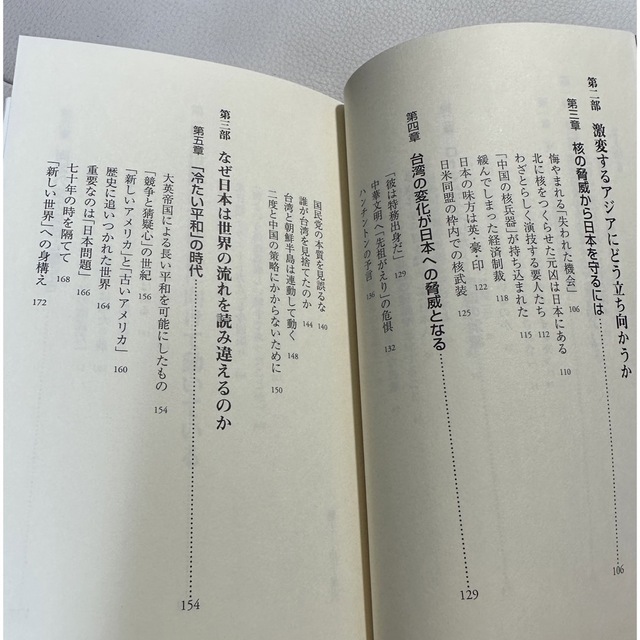 第二部　激変するアジアにどう立ち向かうか
第三章　核の脅威から日本を守るには…………106
悔やまれる「失われた機会」 106
北に核をつくらせた元凶は日本にある 110
わざとらしく演技する要人たち 112
「中国の核兵器」が持ち込まれた 115
緩んでしまった経済制裁 118
日本の味方は英・豪・印 122
日米同盟の枠内での核武装 125
第四章　台湾の変化が日本への脅威となる…………129
「彼は特務出身だ」 129
中華文明へ「先祖がえり」の危惧 132
ハンチントンの予言 136
国民党の本質を見誤るな 140
誰が台湾を見捨てたのか 144
台湾と朝鮮半島は連動して動く 148
二度と中国の策略にかからないために 150
第三部　なぜ日本は世界の流れを読み違えるのか
第五章　「冷たい平和」の時代…………154
大英帝国による長い平和を可能にしたもの 154
「競争と猜疑心」の世紀 156
「新しいアメリカ」と「古いアメリカ」 160
歴史に追いつかれた世界 164
重要なのは「日本問題」 166
七十年の時を隔てて 168
「新しい世界」への身構え 172